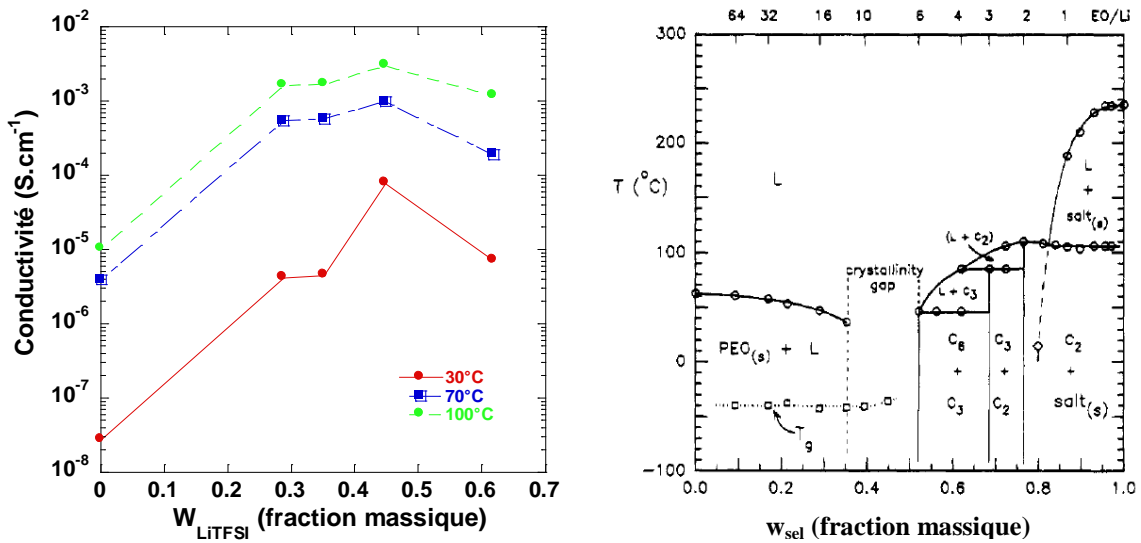 10-2
10-3
10-4
10-5
10-6
10-7
10-8
Conductivité (S.cm-1)
30°C
70°C
100°C
0 0.1 0.2 0.3 0.4 0.5 0.6 0.7
WLiTFSI (fraction massique)
64 32 16 10 6 4 3 2 1 EO/Li
300
200
T (°C)
100
0
-100
L
L
+
salt(s)
(L + C2)
crystallinity
gap
L + C3
PEO(s) + L
C6
+
C3
C3
+
C2
C2
+
salt(s)
Tg
0.0 0.2 0.4 0.6 0.8 1.0
wsel (fraction massique)